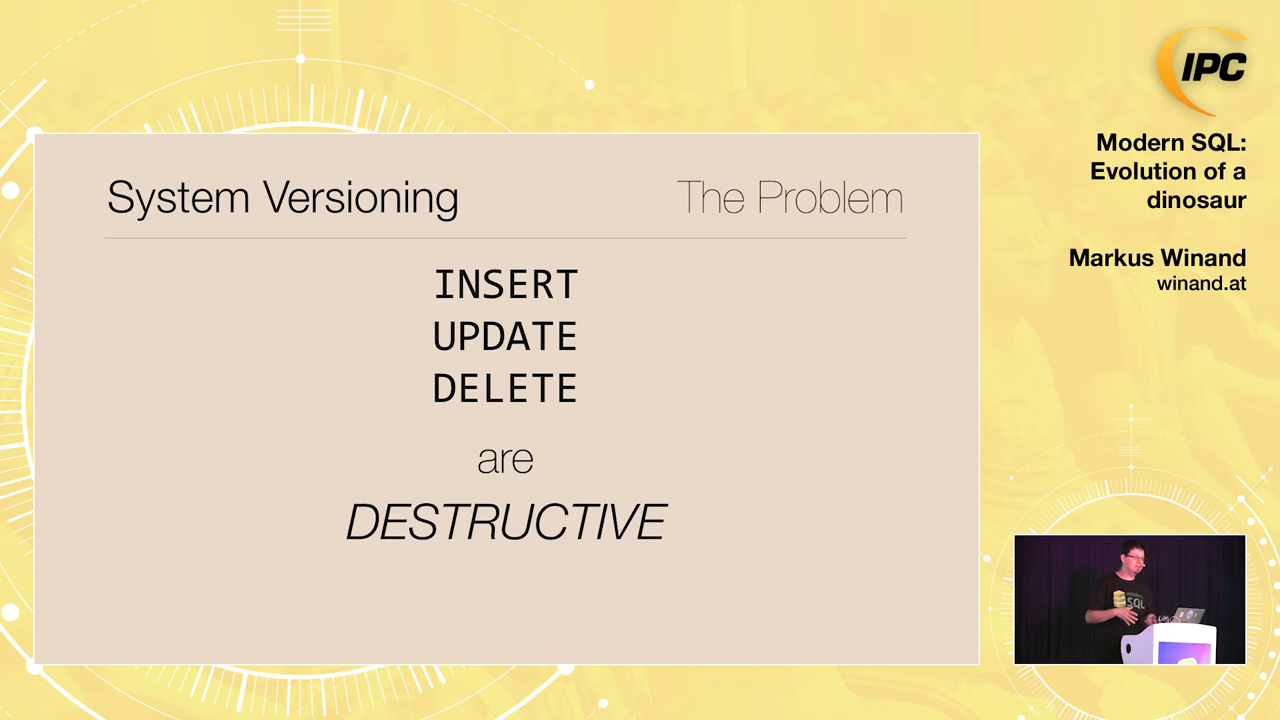 System Versioning
The Problem
INSERT
UPDATE
DELETE
are
DESTRUCTIVE
IPC
Modern SQL:
Evolution of a
dinosaur
Markus Winand
winand.at
SQL